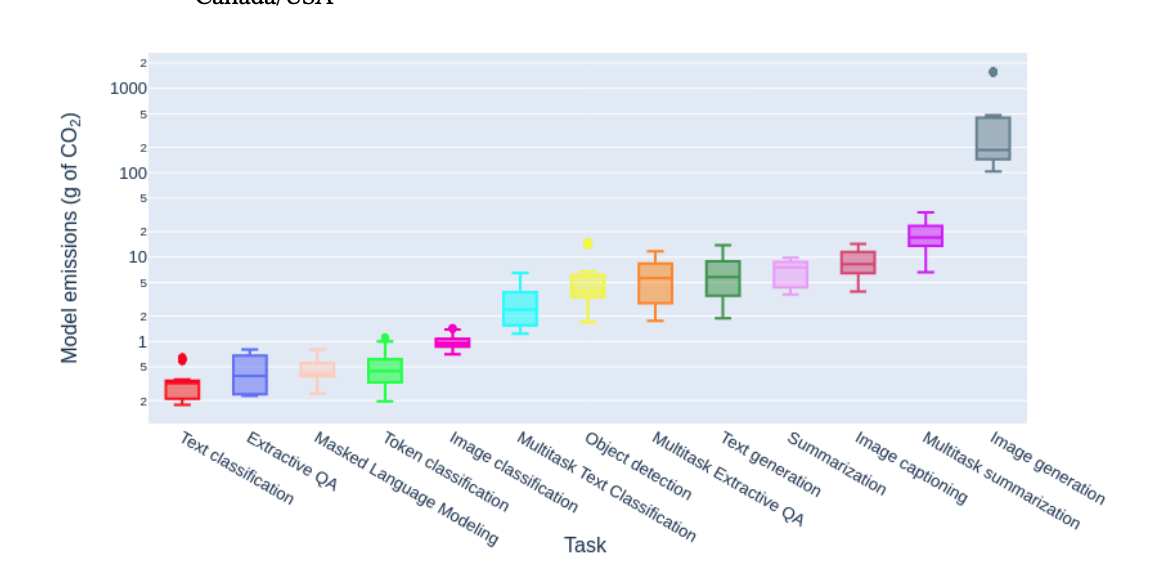 Canada/USA
2
1000
5
2
100
5
2
10
5
2
1
5
2
Model emissions (g of CO2)
Text classification
Extractive QA
Masked Language Modeling
Token classification
Image classification
Multitask Text Classification
Object detection
Multitask Extractive QA
Text generation
Summarization
Image captioning
Multitask summarization
Image generation
Task